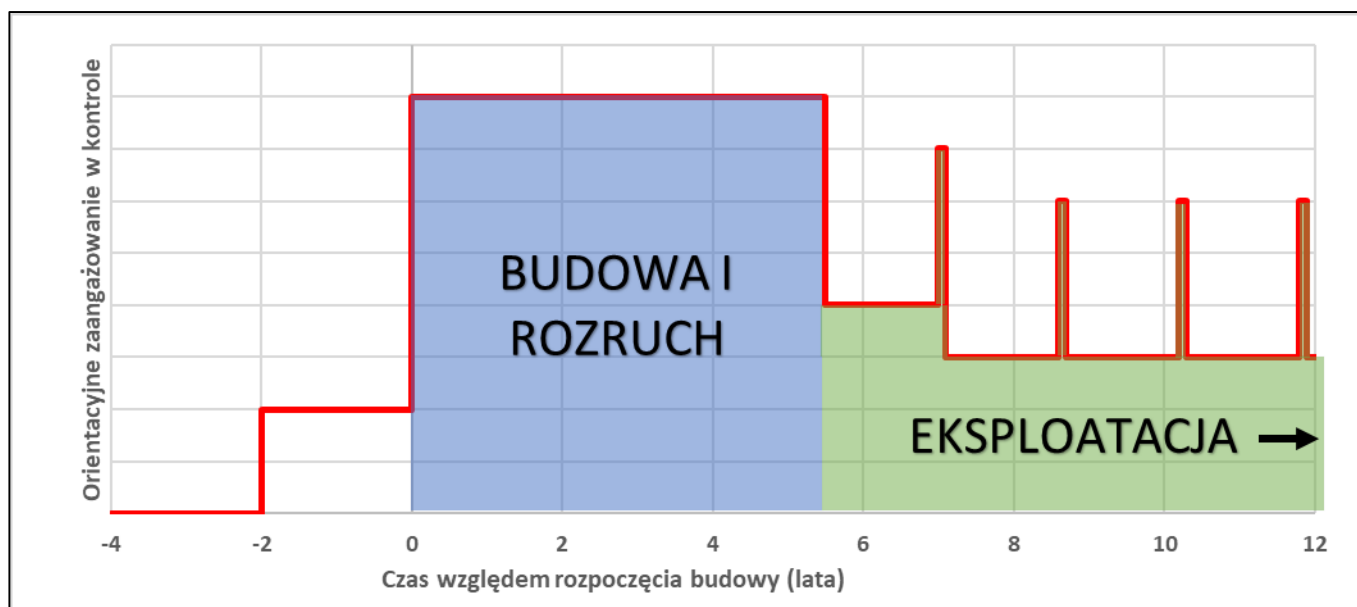 Orientacyjne zaangażowanie w kontrole
BUDOWA I
ROZRUCH
EKSPLOATACJA
-4 -2 0 2 4 6 8 10 12
Czas względem rozpoczęcia budowy (lata)